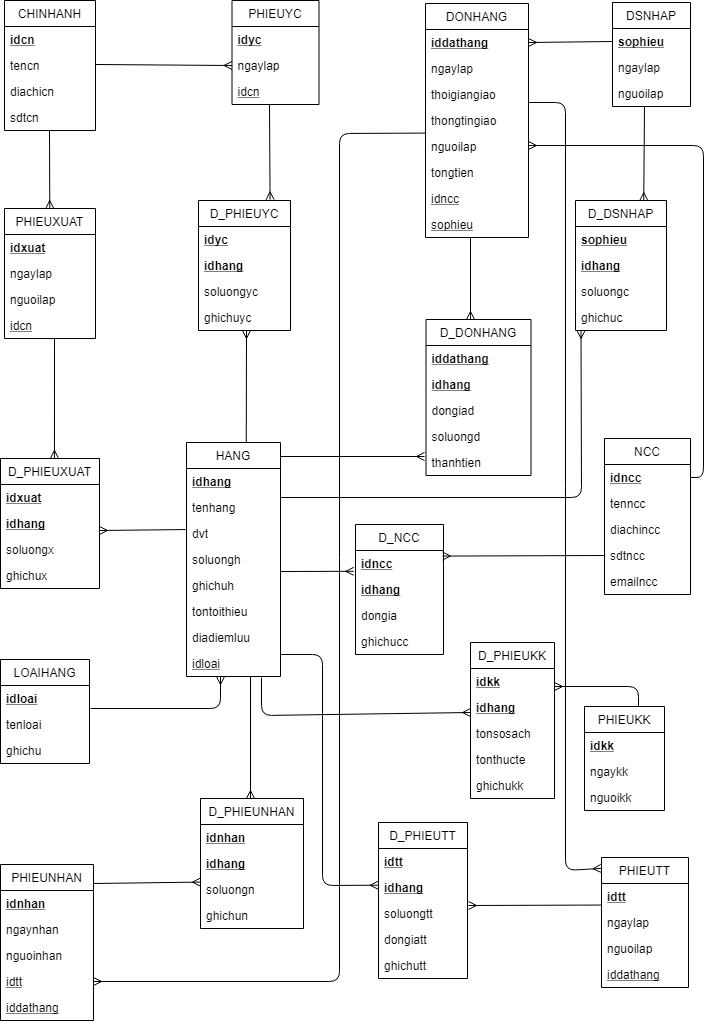 CHINHANH
idcn
tencn
diachicn
sdtcn
PHIEUYC
idyc
ngaylap
idcn
DONHANG
iddathang
ngaylap
thoigiangiao
thongtingiao
nguoilap
tongtien
idncc
sophieu
DSNHAP
sophieu
ngaylap
nguoilap
PHIEUXUAT
idxuat
ngaylap
nguoilap
idcn
D_PHIEUYC
idyc
idhang
soluongyc
ghichuyc
D_DSNHAP
sophieu
idhang
soluongc
ghichuc
D_DONHANG
iddathang
idhang
dongiad
soluongd
thanhtien
D_PHIEUXUAT
idxuat
idhang
soluongx
ghichux
HANG
idhang
tenhang
dvt
soluongh
ghichuh
tontoithieu
diadiemluu
idloai
NCC
idncc
tenncc
diachincc
sdtncc
emailncc
D_NCC
idncc
idhang
dongia
ghichucc
LOAIHANG
idloai
tenloai
ghichu
D_PHIEUKK
idkk
idhang
tonsosach
tonthucte
ghichukk
PHIEUKK
idkk
ngaykk
nguoikk
D_PHIEUNHAN
idnhan
idhang
soluongn
ghichun
PHIEUNHAN
idnhan
ngaynhan
nguoinhan
idtt
iddathang
D_PHIEUTT
idtt
idhang
soluongtt
dongiatt
ghichutt
PHIEUTT
idtt
ngaylap
nguoilap
iddathang